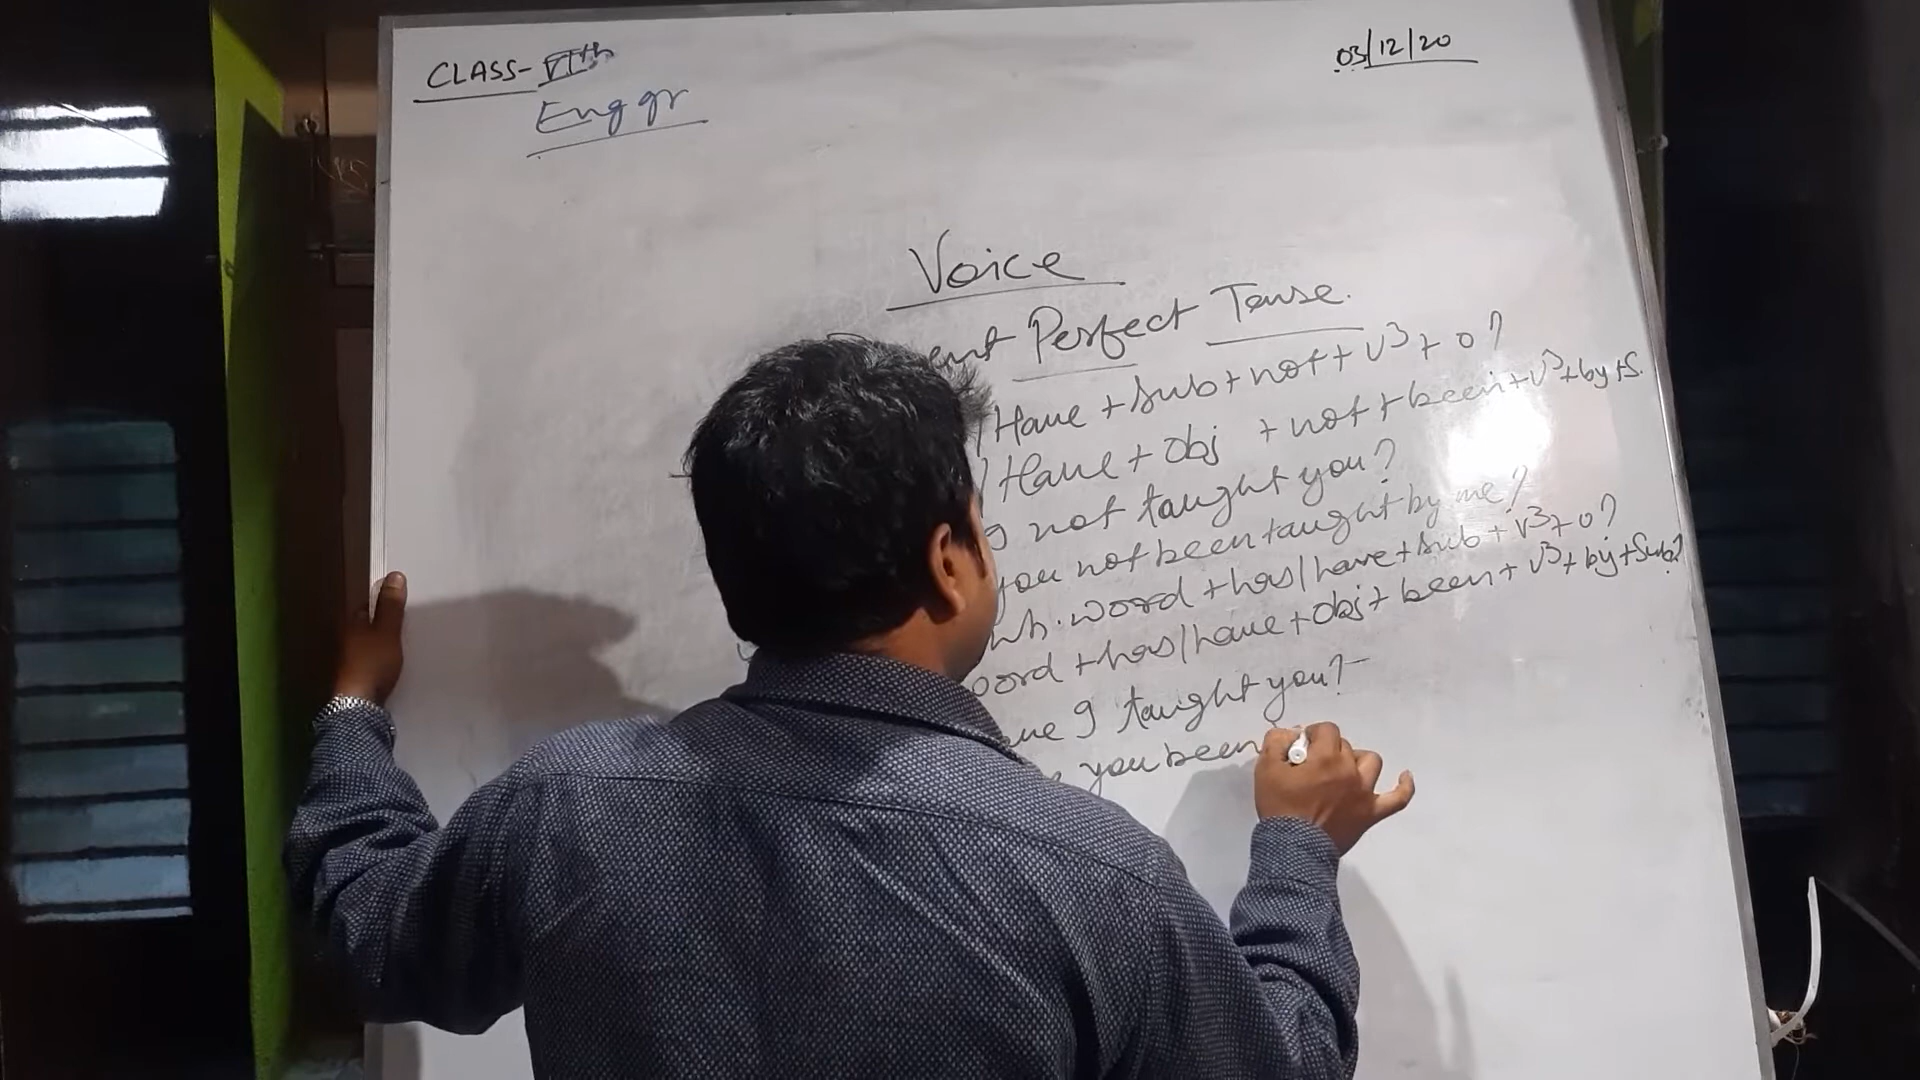 CLASS-VIth
03/12/20
Eng gr
Voice
Perfect Tense.
/Have + Sub + not + V3 + O?
/Have + Obj + not + been + V3 + by + S.
I not taught you?
you not been taught by me?
wh. word + has/have + sub + V3 + O?
+ has/have + Obj + been + V3 + by + Sub?
I taught you?
you been